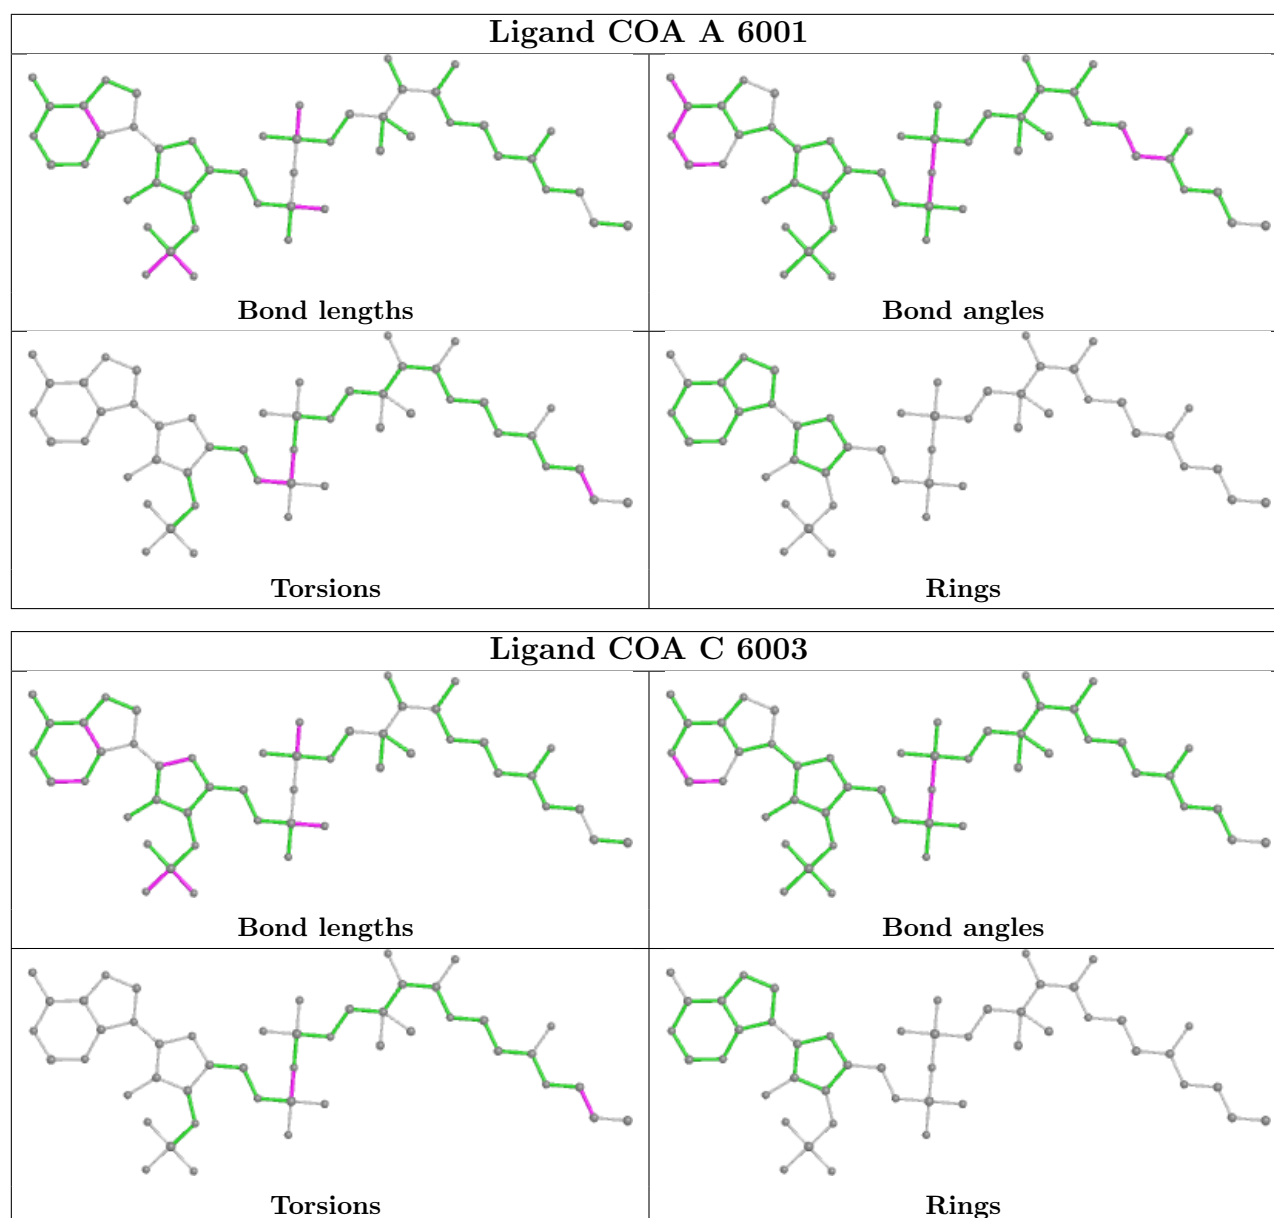 Ligand COA A 6001
Bond lengths
Bond angles
Torsions
Rings
Ligand COA C 6003
Bond lengths
Bond angles
Torsions
Rings